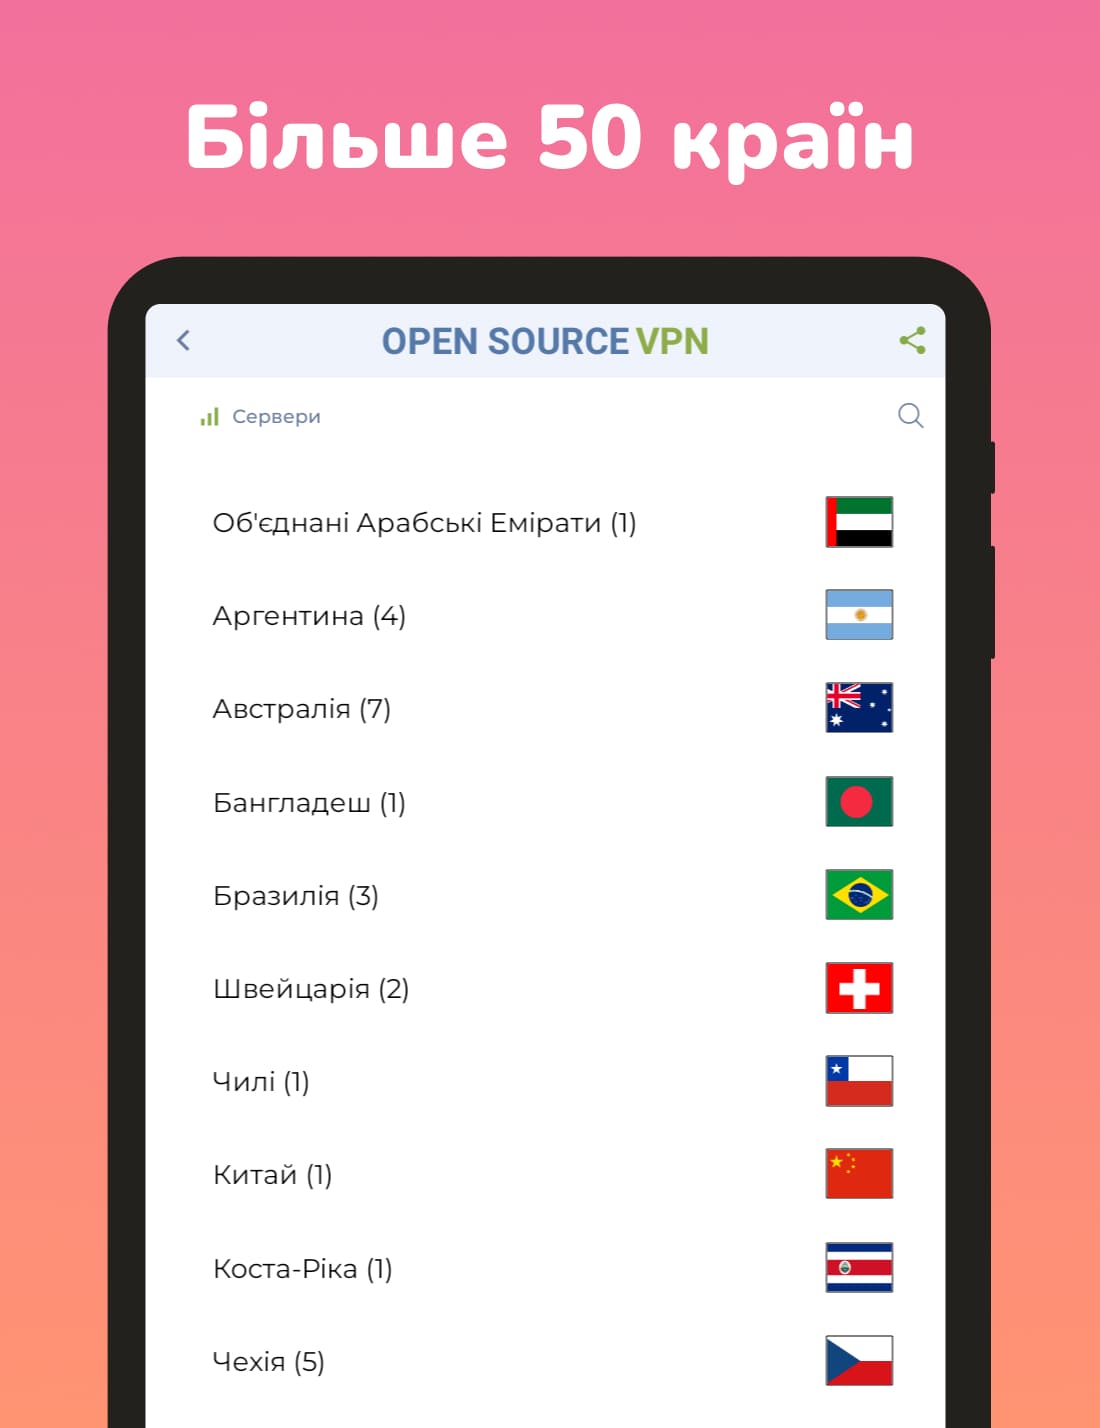 Більше 50 країн
OPEN SOURCE VPN
Сервери
Об'єднані Арабські Емірати (1)
Аргентина (4)
Австралія (7)
Бангладеш (1)
Бразилія (3)
Швейцарія (2)
Чилі (1)
Китай (1)
Коста-Ріка (1)
Чехія (5)